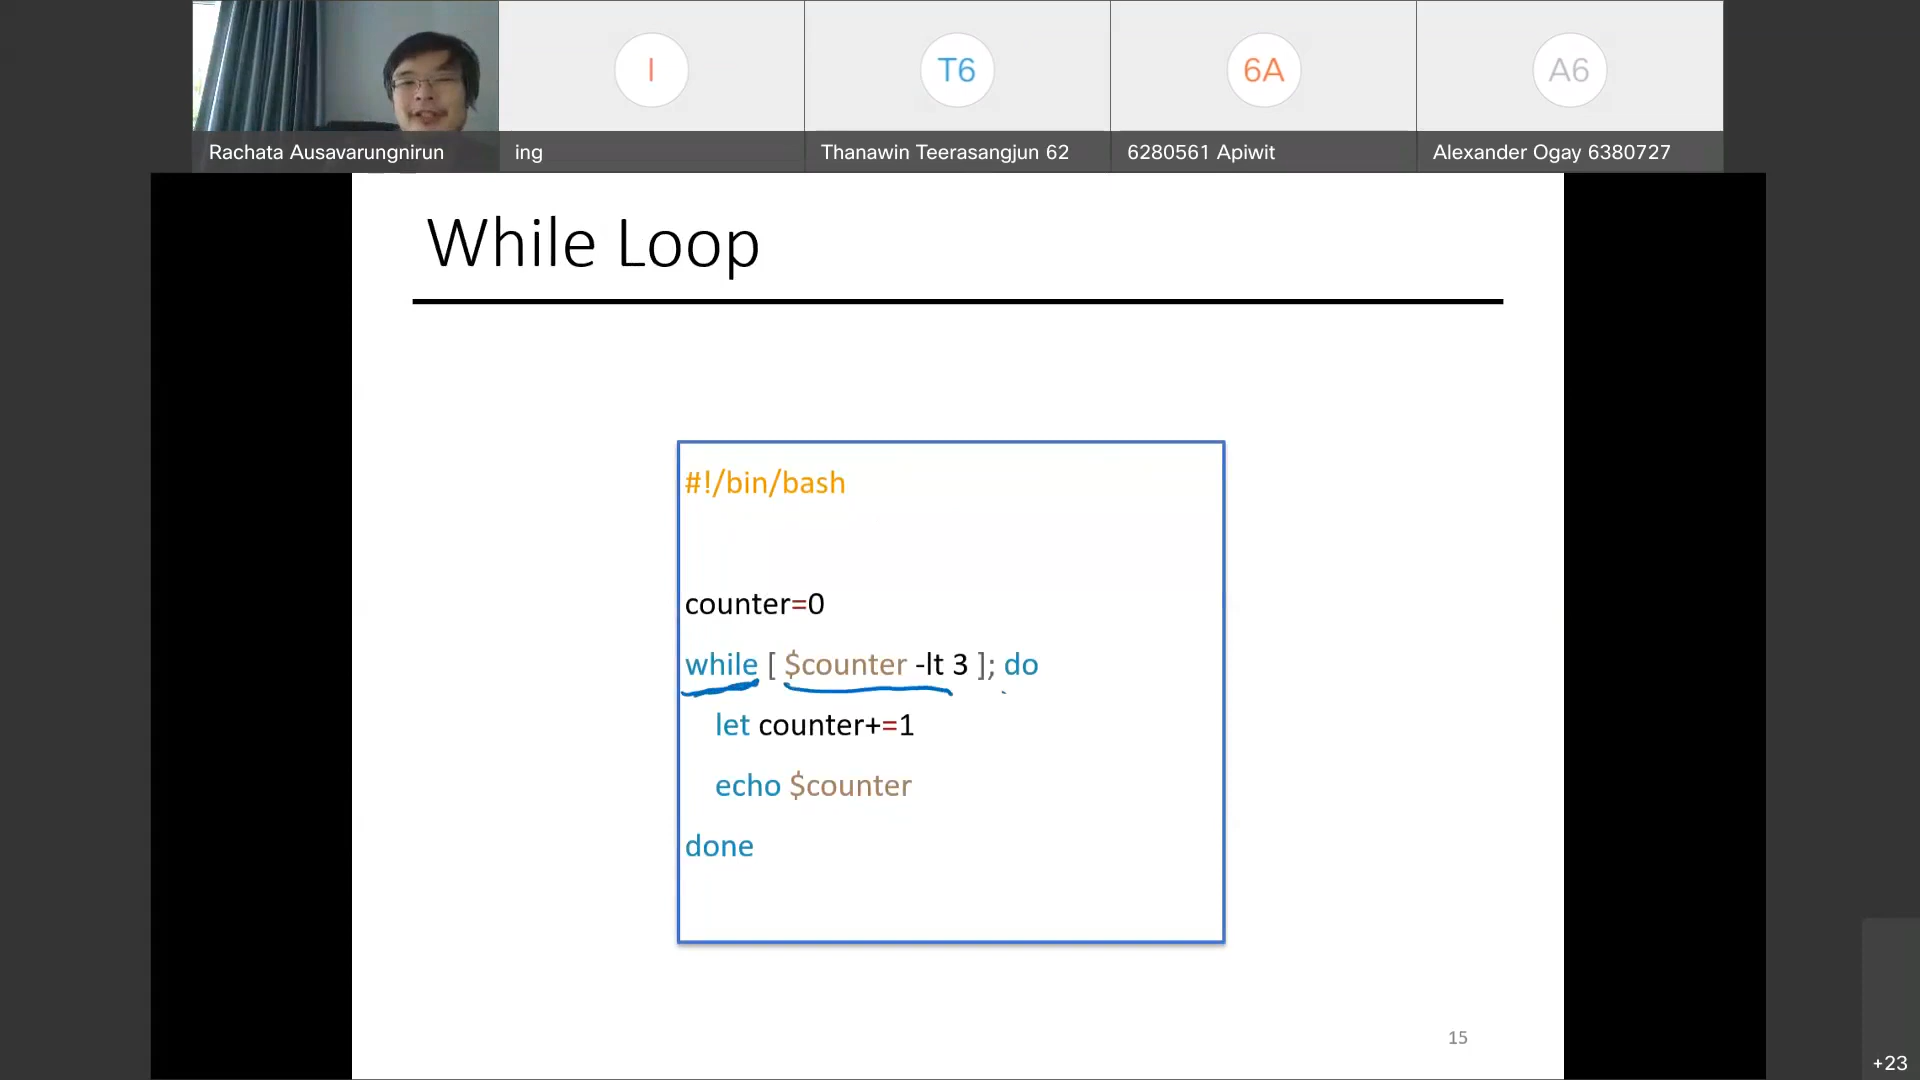 I
T6
6A
A6
Rachata Ausavarungnirun
ing
Thanawin Teerasangjun 62
6280561 Apiwit
Alexander Ogay 6380727
While Loop
#!/bin/bash
counter=0
while [ $counter -lt 3 ]; do
let counter+=1
echo $counter
done
15
+23